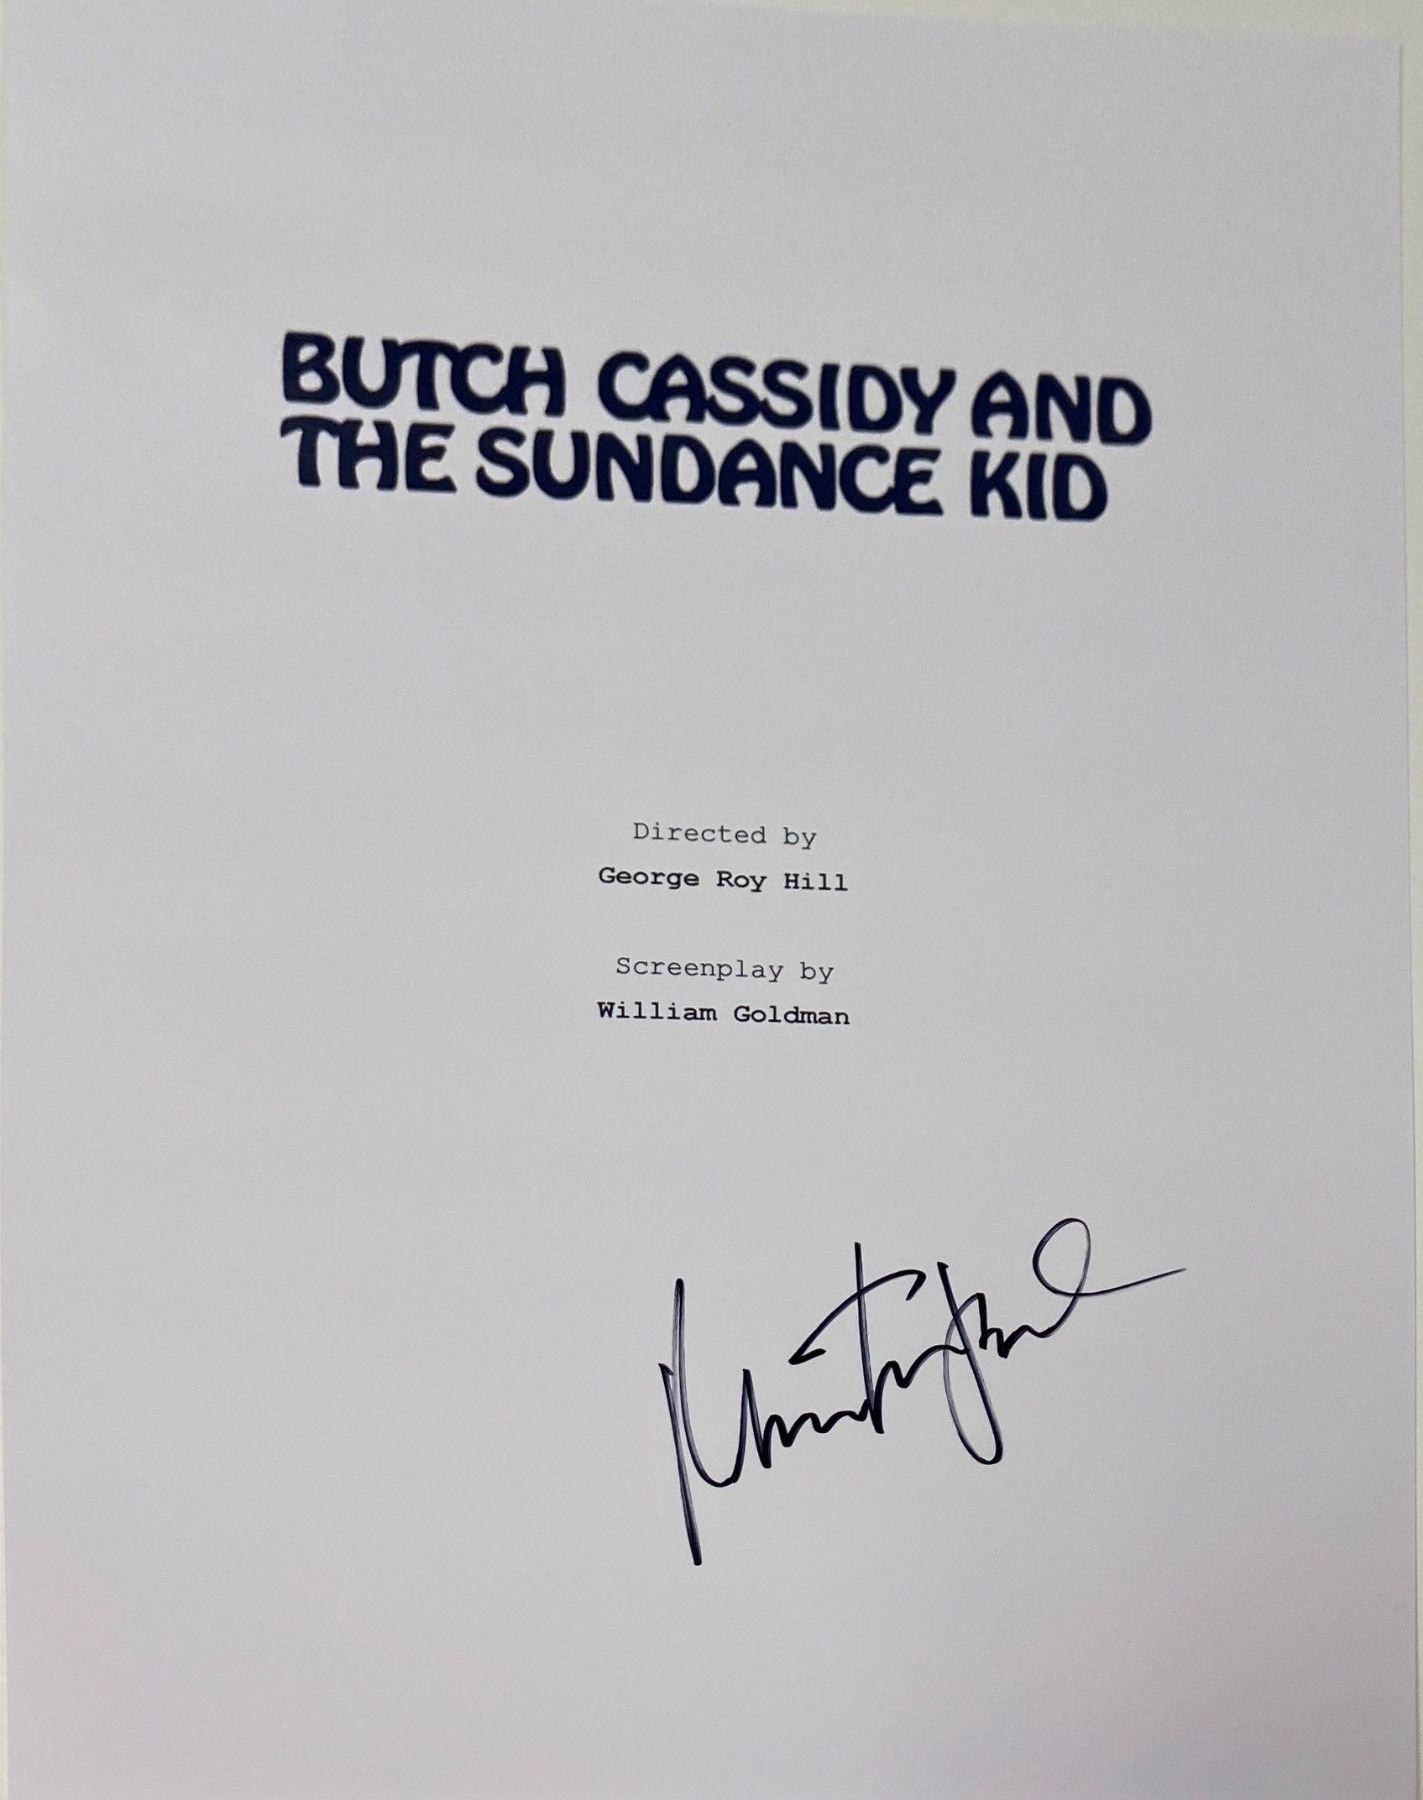 BUTCH CASSIDY AND
THE SUNDANCE KID
Directed by
George Roy Hill
Screenplay by
William Goldman